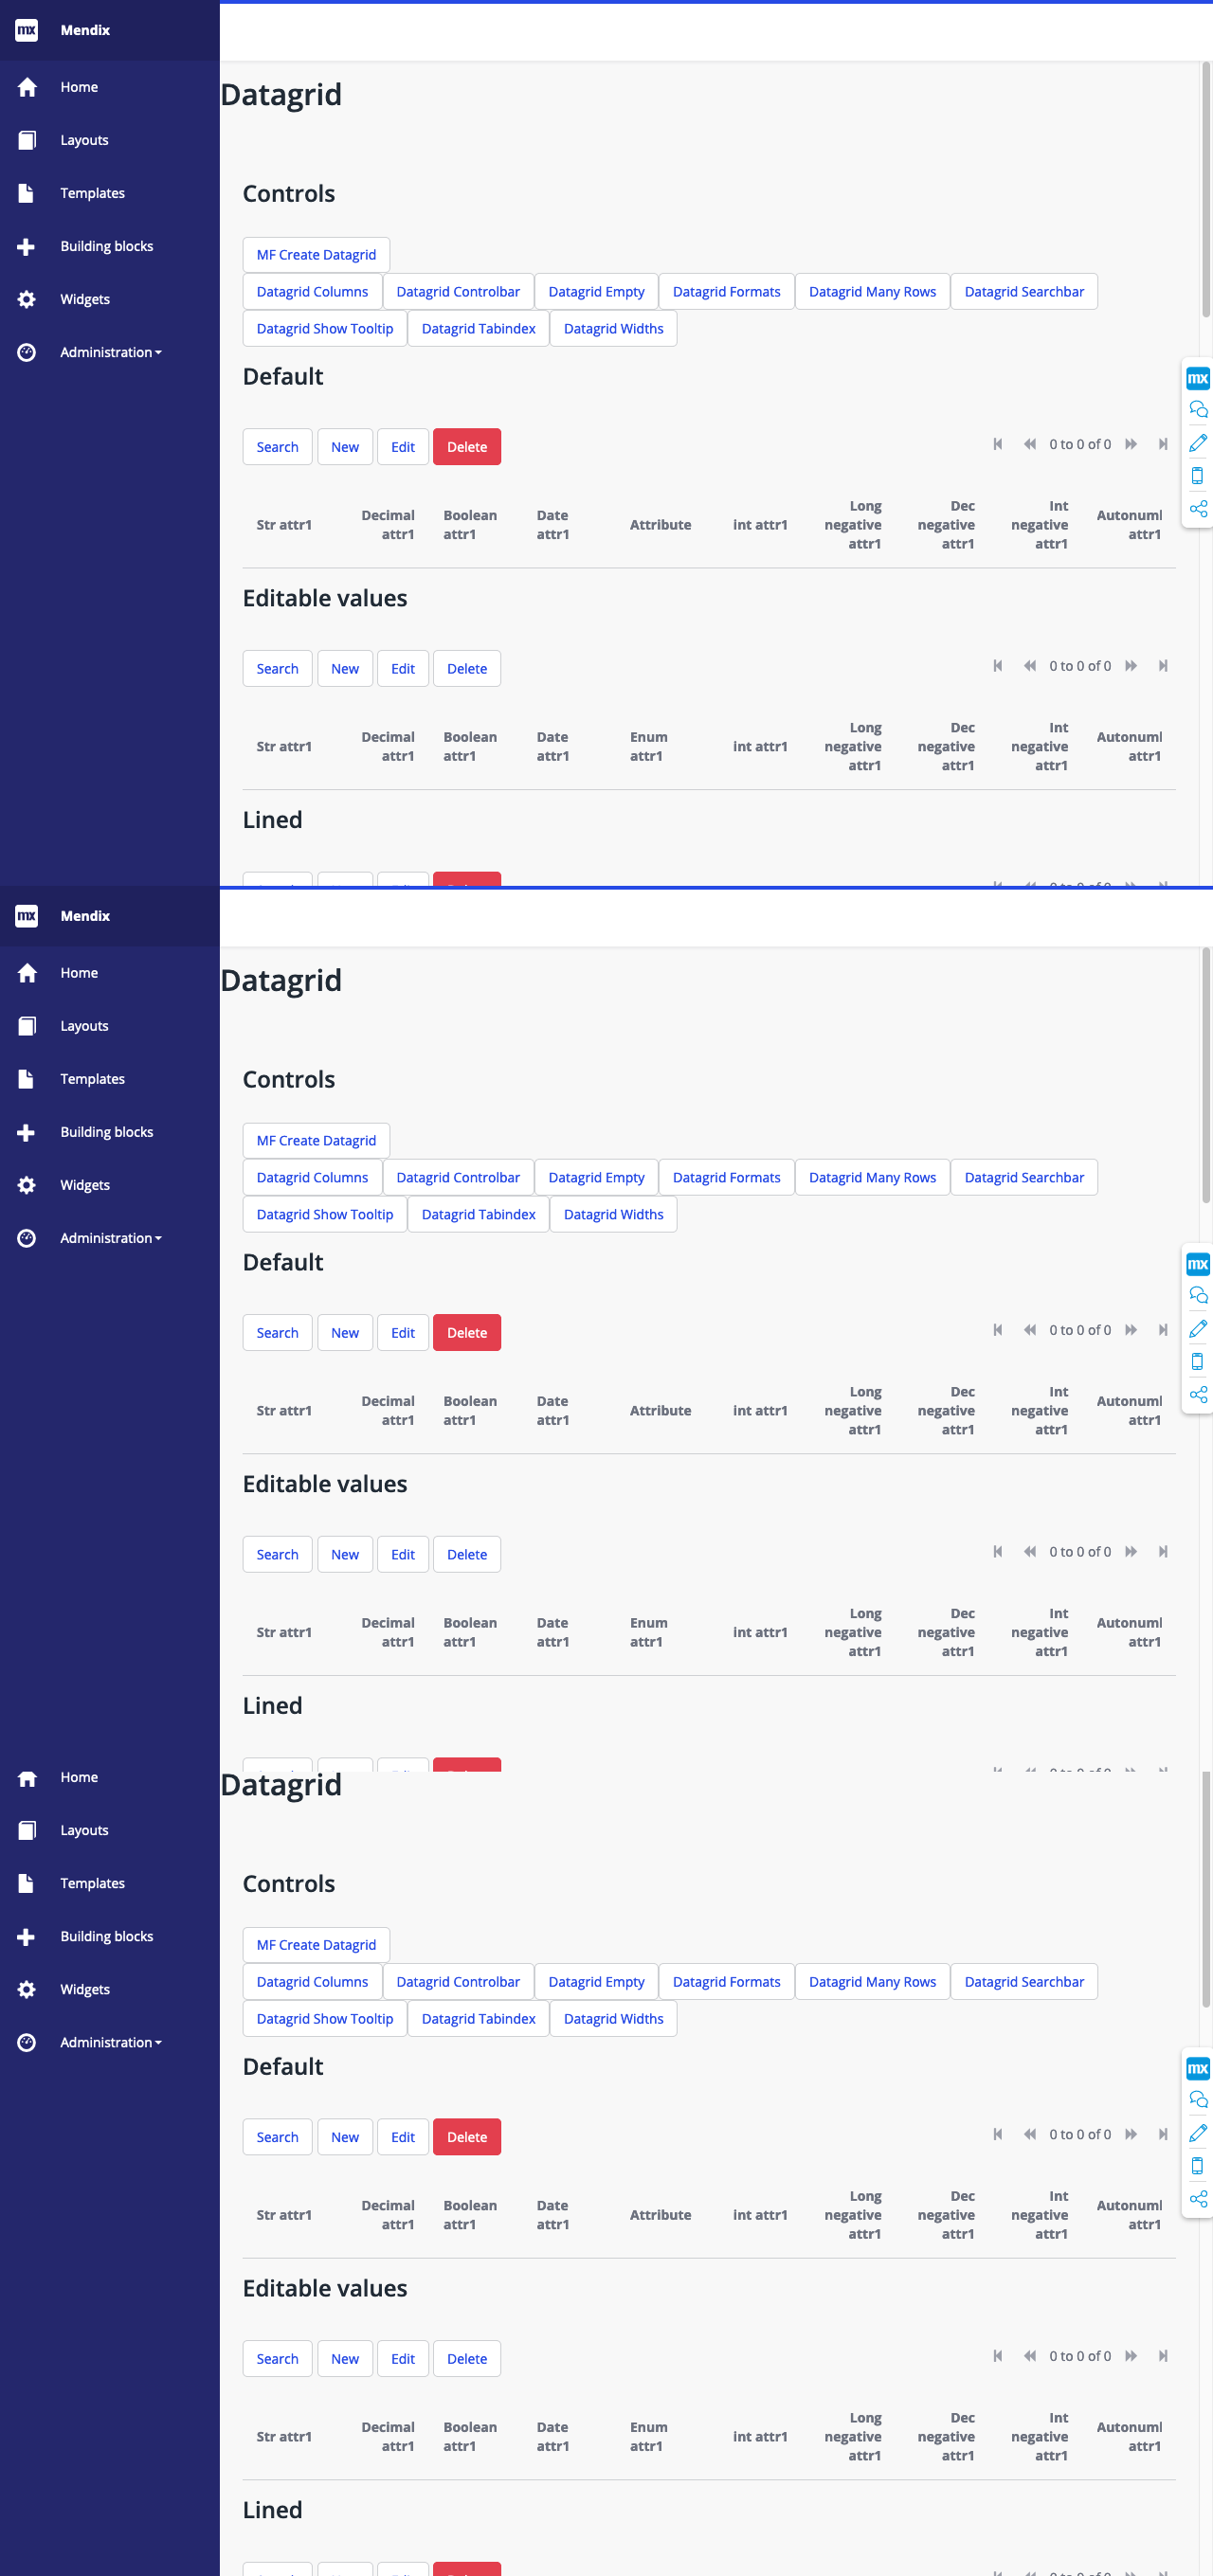 mx Mendix
Home
Layouts
Templates
Building blocks
Widgets
Administration
Datagrid
Controls
MF Create Datagrid
Datagrid Columns Datagrid Controlbar Datagrid Empty Datagrid Formats Datagrid Many Rows Datagrid Searchbar
Datagrid Show Tooltip Datagrid Tabindex Datagrid Widths
Default
mx
Search New Edit Delete 0 to 0 of 0
Str attr1 Decimal attr1 Boolean attr1 Date attr1 Attribute int attr1 Long negative attr1 Dec negative attr1 Int negative attr1 attr1
Editable values
Search New Edit Delete 0 to 0 of 0
Str attr1 Decimal attr1 Boolean attr1 Date attr1 Enum attr1 int attr1 Long negative attr1 Dec negative attr1 Int negative attr1 attr1
Lined
mx Mendix
Home
Layouts
Templates
Building blocks
Widgets
Administration
Datagrid
Controls
MF Create Datagrid
Datagrid Columns Datagrid Controlbar Datagrid Empty Datagrid Formats Datagrid Many Rows Datagrid Searchbar
Datagrid Show Tooltip Datagrid Tabindex Datagrid Widths
Default
mx
Search New Edit Delete 0 to 0 of 0
Str attr1 Decimal attr1 Boolean attr1 Date attr1 Attribute int attr1 Long negative attr1 Dec negative attr1 Int negative attr1 attr1
Editable values
Search New Edit Delete 0 to 0 of 0
Str attr1 Decimal attr1 Boolean attr1 Date attr1 Enum attr1 int attr1 Long negative attr1 Dec negative attr1 Int negative attr1 attr1
Lined
Home
Layouts
Templates
Building blocks
Widgets
Administration
Datagrid
Controls
MF Create Datagrid
Datagrid Columns Datagrid Controlbar Datagrid Empty Datagrid Formats Datagrid Many Rows Datagrid Searchbar
Datagrid Show Tooltip Datagrid Tabindex Datagrid Widths
Default
mx
Search New Edit Delete 0 to 0 of 0
Str attr1 Decimal attr1 Boolean attr1 Date attr1 Attribute int attr1 Long negative attr1 Dec negative attr1 Int negative attr1 attr1
Editable values
Search New Edit Delete 0 to 0 of 0
Str attr1 Decimal attr1 Boolean attr1 Date attr1 Enum attr1 int attr1 Long negative attr1 Dec negative attr1 Int negative attr1 attr1
Lined